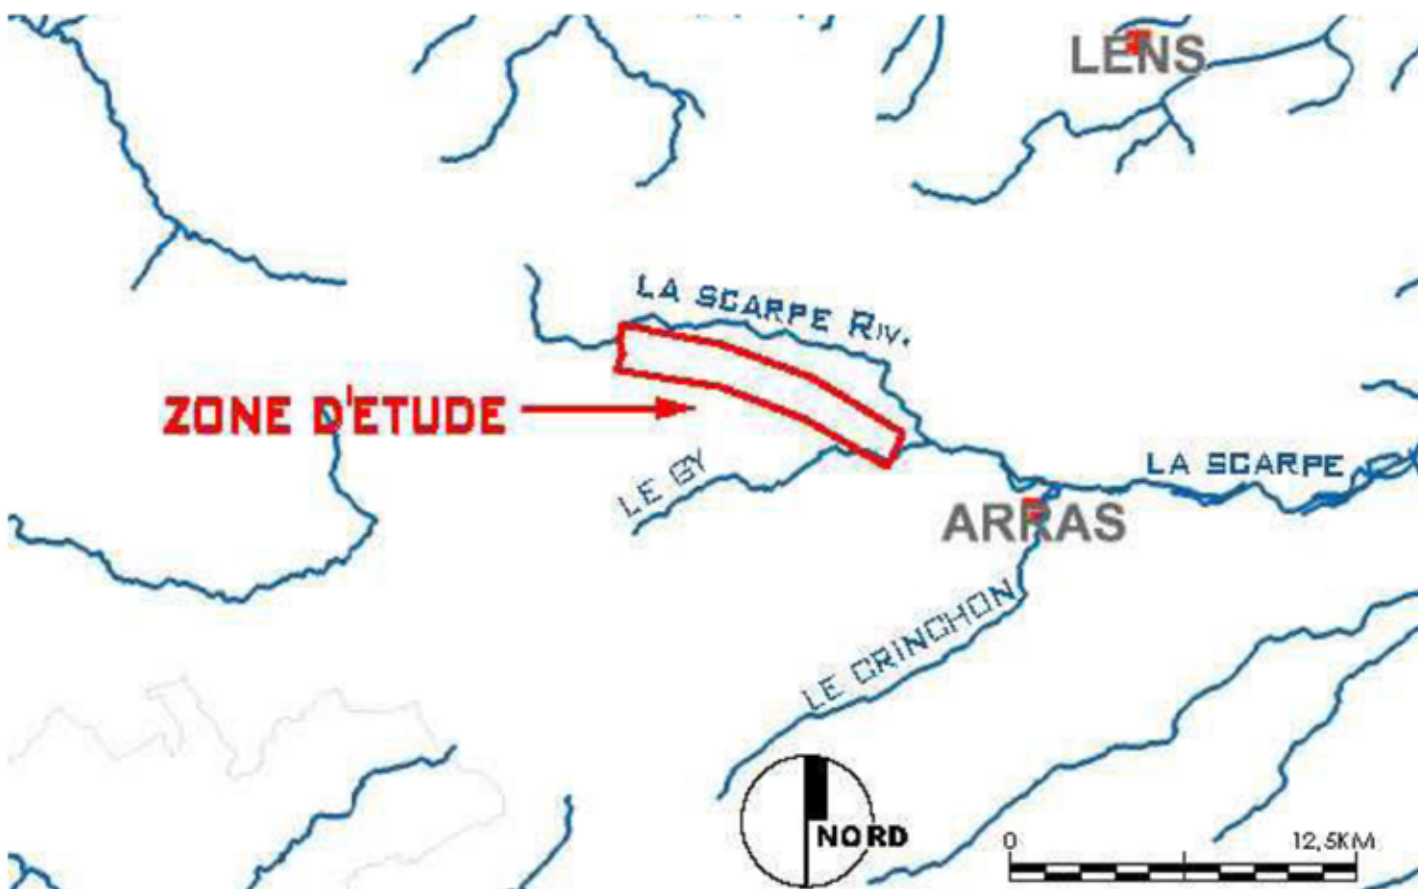 LENS
LA SCARPE RIV.
ZONE D'ETUDE
LE GY
LA SCARPE
ARRAS
LE CRINCHON
NORD
0 12,5KM